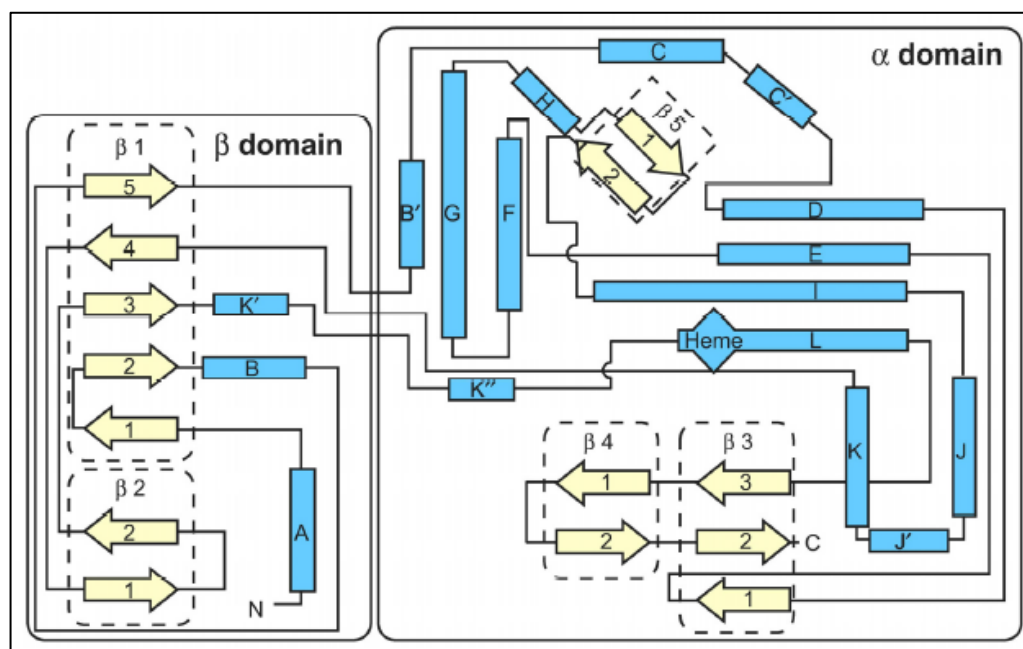 α domain
C
C′
H
β 5
1
2
β 1
β domain
5
B′
G
F
D
4
E
3
K′
I
Heme
L
2
B
K″
1
K
J
β 4
β 3
β 2
1
3
A
2
2
2
C
J′
1
N
1